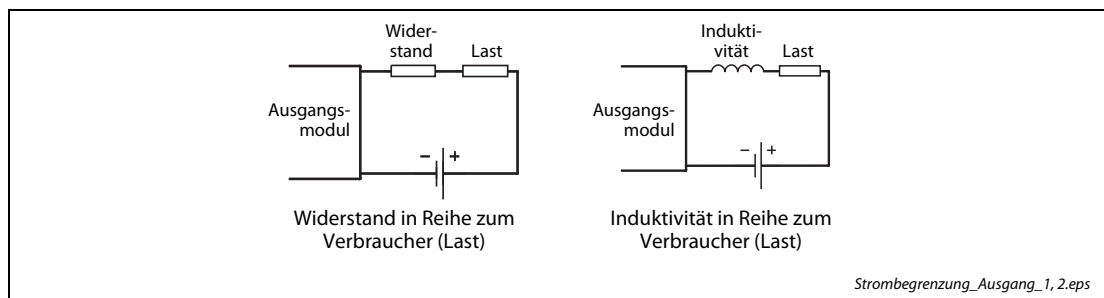 Wider-
stand
Last
Ausgangs-
modul
– +
Widerstand in Reihe zum
Verbraucher (Last)
Indukti-
vität
Last
Ausgangs-
modul
– +
Induktivität in Reihe zum
Verbraucher (Last)
Strombegrenzung_Ausgang_1, 2.eps